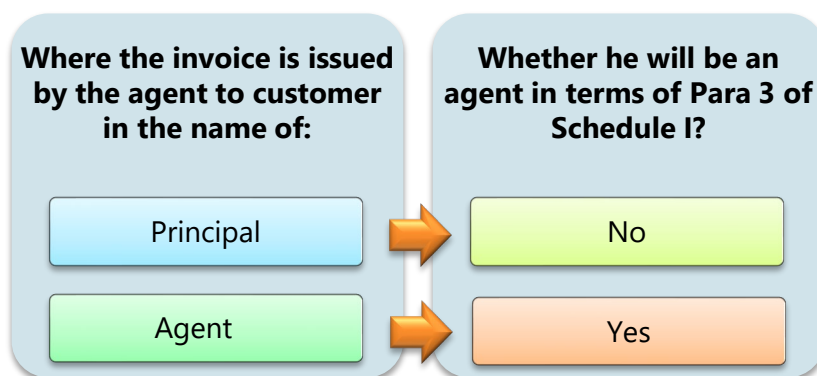 Where the invoice is issued
by the agent to customer
in the name of:
Whether he will be an
agent in terms of Para 3 of
Schedule I?
Principal
No
Agent
Yes